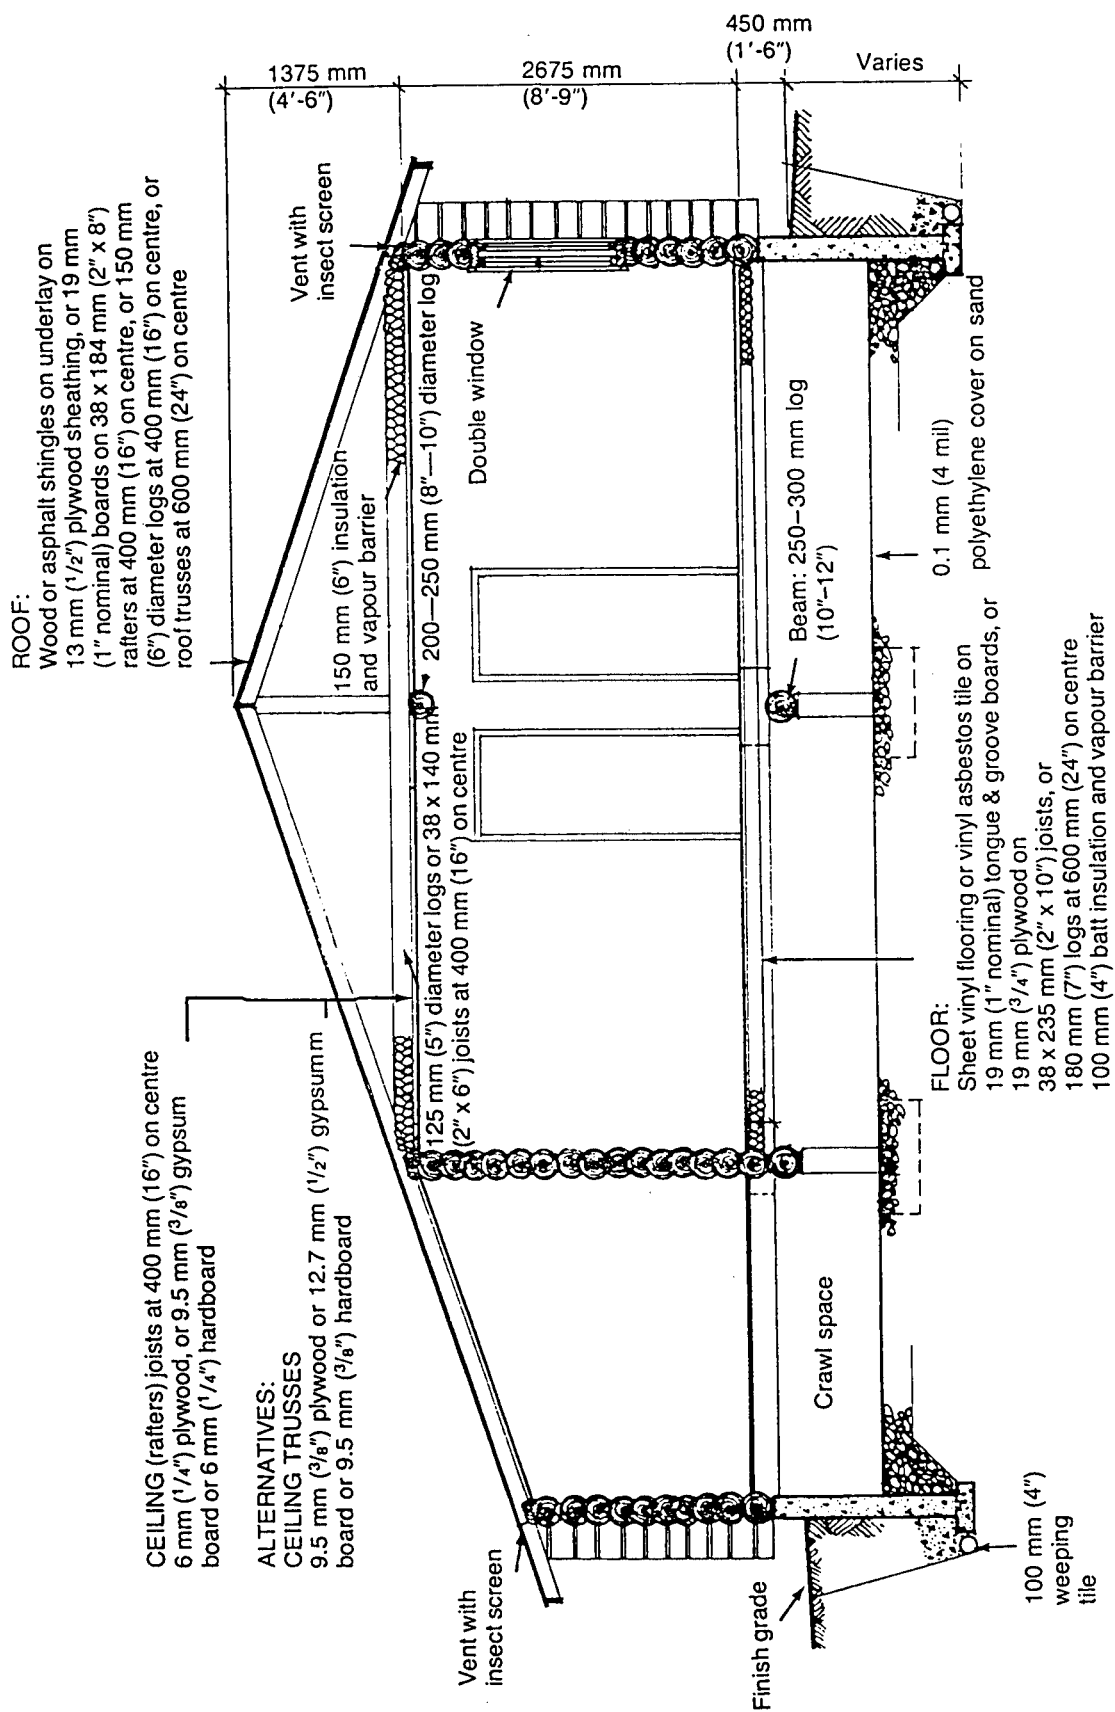 ROOF:
Wood or asphalt shingles on underlay on
13 mm (1/2") plywood sheathing, or 19 mm
(1" nominal) boards on 38 x 184 mm (2" x 8")
rafters at 400 mm (16") on centre, or 150 mm
(6") diameter logs at 400 mm (16") on centre, or
roof trusses at 600 mm (24") on centre
CEILING (rafters) joists at 400 mm (16") on centre
6 mm (1/4") plywood, or 9.5 mm (3/8") gypsum
board or 6 mm (1/4") hardboard
ALTERNATIVES:
CEILING TRUSSES
9.5 mm (3/8") plywood or 12.7 mm (1/2") gypsumm
board or 9.5 mm (3/8") hardboard
1375 mm
(4'-6")
2675 mm
(8'-9")
450 mm
(1'-6")
Varies
Vent with
insect screen
150 mm (6") insulation
and vapour barrier
200—250 mm (8"—10") diameter log
125 mm (5") diameter logs or 38 x 140 mm
(2" x 6") joists at 400 mm (16") on centre
Double window
Vent with
insect screen
Beam: 250–300 mm log
(10"–12")
Crawl space
Finish grade
0.1 mm (4 mil)
polyethylene cover on sand
100 mm (4")
weeping
tile
FLOOR:
Sheet vinyl flooring or vinyl asbestos tile on
19 mm (1" nominal) tongue & groove boards, or
19 mm (3/4") plywood on
38 x 235 mm (2" x 10") joists, or
180 mm (7") logs at 600 mm (24") on centre
100 mm (4") batt insulation and vapour barrier